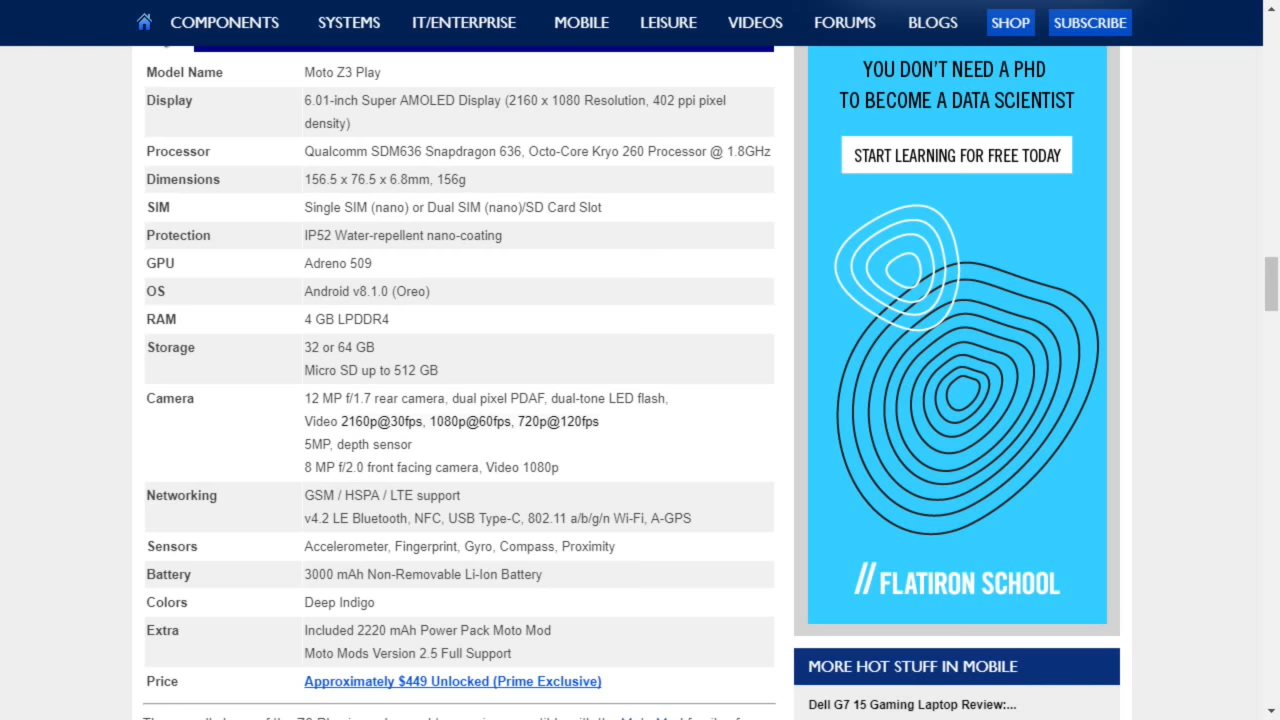 COMPONENTS SYSTEMS IT/ENTERPRISE MOBILE LEISURE VIDEOS FORUMS BLOGS SHOP SUBSCRIBE
Model Name Moto Z3 Play
Display 6.01-inch Super AMOLED Display (2160 x 1080 Resolution, 402 ppi pixel
density)
Processor Qualcomm SDM636 Snapdragon 636, Octo-Core Kryo 260 Processor @ 1.8GHz
Dimensions 156.5 x 76.5 x 6.8mm, 156g
SIM Single SIM (nano) or Dual SIM (nano)/SD Card Slot
Protection IP52 Water-repellent nano-coating
GPU Adreno 509
OS Android v8.1.0 (Oreo)
RAM 4 GB LPDDR4
Storage 32 or 64 GB
Micro SD up to 512 GB
Camera 12 MP f/1.7 rear camera, dual pixel PDAF, dual-tone LED flash,
Video 2160p@30fps, 1080p@60fps, 720p@120fps
5MP, depth sensor
8 MP f/2.0 front facing camera, Video 1080p
Networking GSM / HSPA / LTE support
v4.2 LE Bluetooth, NFC, USB Type-C, 802.11 a/b/g/n Wi-Fi, A-GPS
Sensors Accelerometer, Fingerprint, Gyro, Compass, Proximity
Battery 3000 mAh Non-Removable Li-Ion Battery
Colors Deep Indigo
Extra Included 2220 mAh Power Pack Moto Mod
Moto Mods Version 2.5 Full Support
Price Approximately $449 Unlocked (Prime Exclusive)
YOU DON'T NEED A PHD
TO BECOME A DATA SCIENTIST
START LEARNING FOR FREE TODAY
// FLATIRON SCHOOL
MORE HOT STUFF IN MOBILE
Dell G7 15 Gaming Laptop Review:...